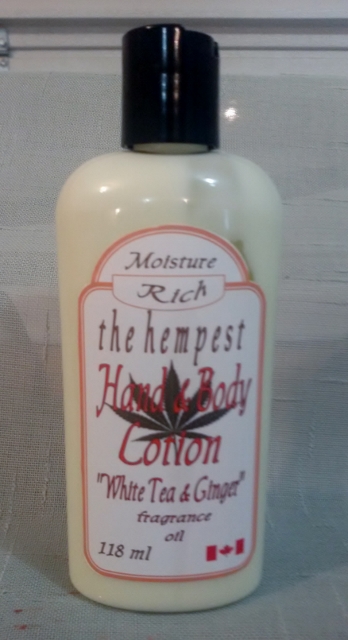 Moisture
Rich
the hempest
Hand & Body
Lotion
"White Tea & Ginger"
fragrance
oil
118 ml